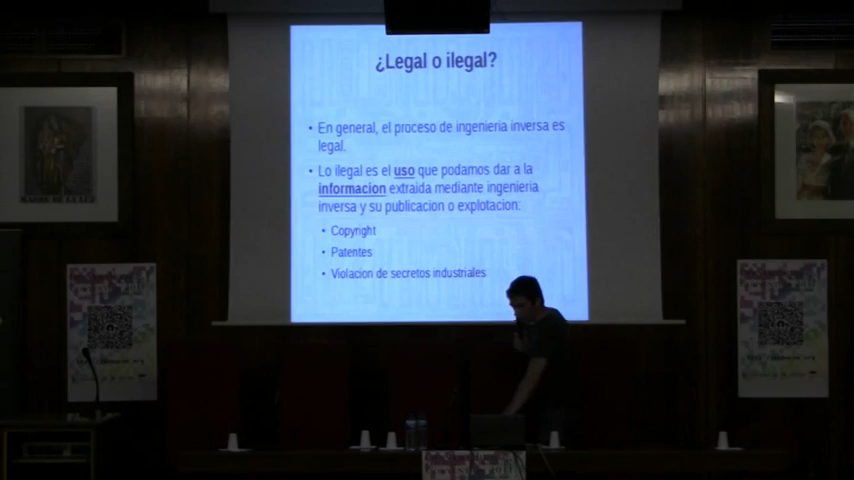 ¿Legal o ilegal?
• En general, el proceso de ingenieria inversa es
legal.
• Lo ilegal es el uso que podamos dar a la
informacion extraida mediante ingenieria
inversa y su publicacion o explotacion:
• Copyright
• Patentes
• Violacion de secretos industriales